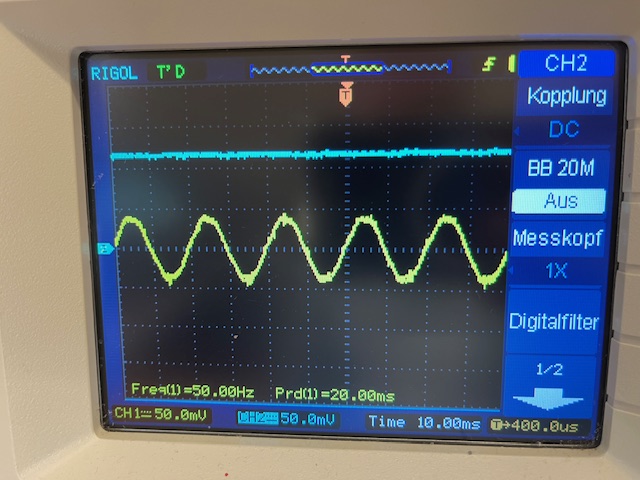 RIGOL T'D
T
T
CH2
Kopplung
DC
BB 20M
Aus
Messkopf
1X
Digitalfilter
1/2
Freq(1)=50.00Hz Prd(1)=20.00ms
CH1 50.0mV CH2 50.0mV Time 10.00ms T→400.0us